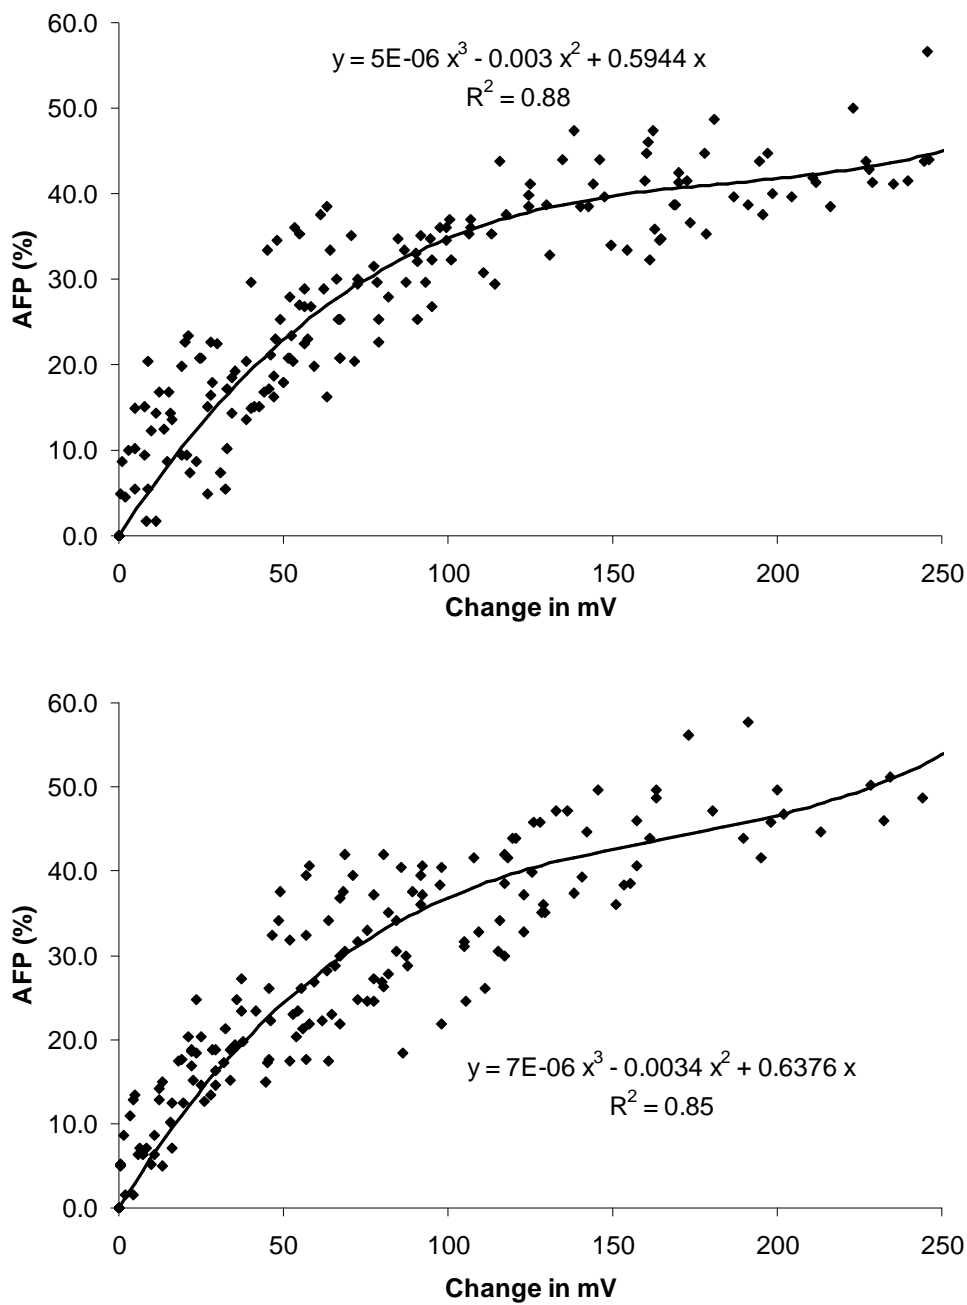 60.0
y = 5E-06 x³ - 0.003 x² + 0.5944 x
R² = 0.88
50.0
40.0
30.0
AFP (%)
20.0
10.0
0.0
0 50 100 150 200 250
Change in mV
60.0
50.0
40.0
30.0
AFP (%)
20.0
y = 7E-06 x³ - 0.0034 x² + 0.6376 x
R² = 0.85
10.0
0.0
0 50 100 150 200 250
Change in mV